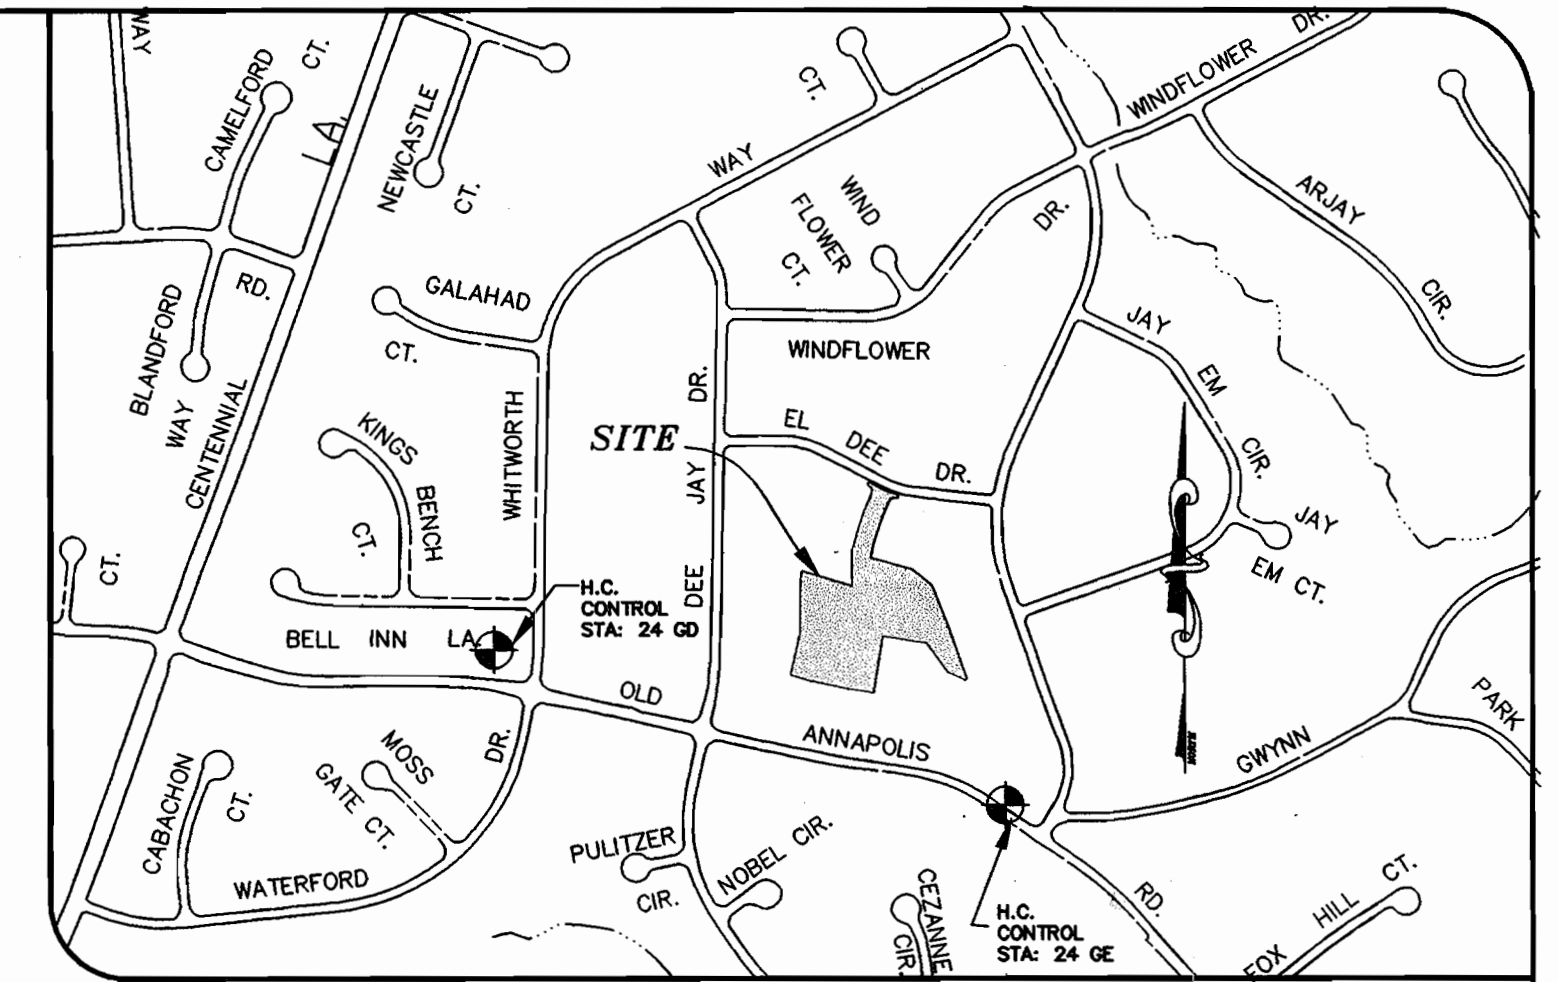 WAY
CAMELFORD
CT.
LA.
NEWCASTLE
CT.
CT.
WAY
WINDFLOWER
DR.
WIND
FLOWER
CT.
DR.
ARJAY
CIR.
BLANDFORD
WAY
RD.
GALAHAD
CT.
CENTENNIAL
KINGS
BENCH
CT.
WHITWORTH
DR.
JAY
DEE
WINDFLOWER
EL
DEE
DR.
SITE
JAY
EM
CIR.
JAY
EM CT.
CT.
BELL INN LA.
H.C.
CONTROL
STA: 24 GD
OLD
ANNAPOLIS
RD.
GWYNN
PARK
CABACHON
CT.
MOSS
GATE CT.
DR.
WATERFORD
PULITZER
CIR.
NOBEL CIR.
CEZANNE
CIR.
H.C.
CONTROL
STA: 24 GE
FOX
HILL
CT.